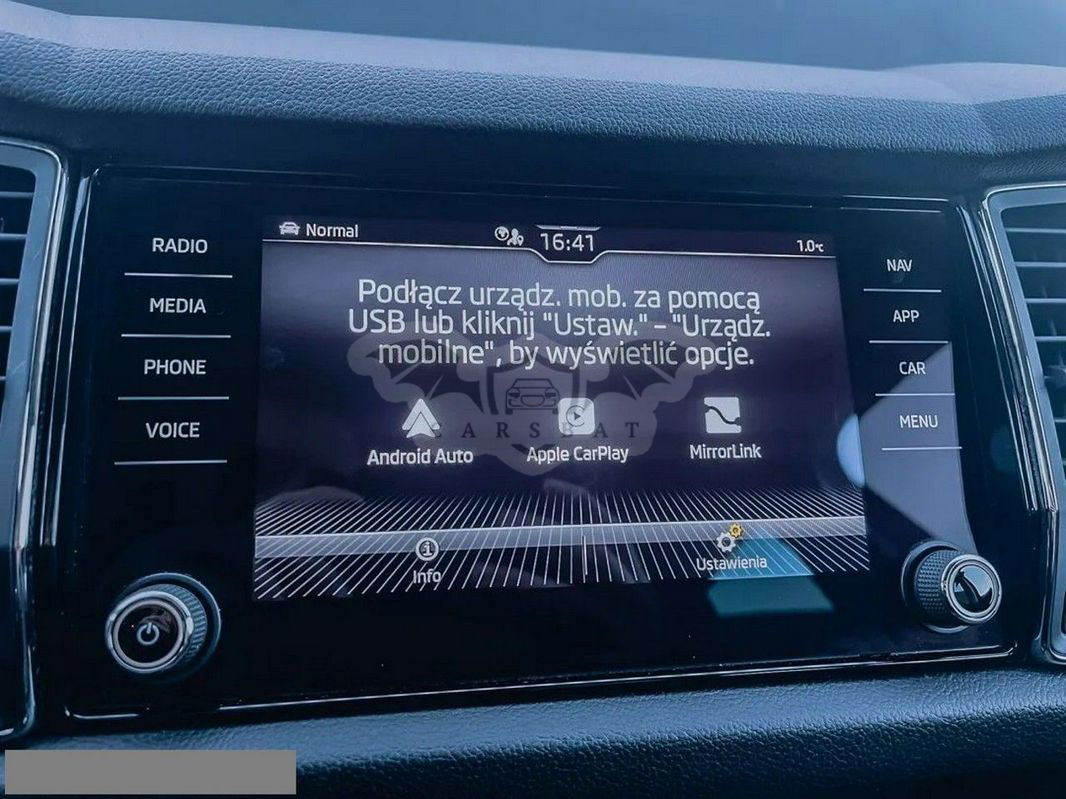 RADIO
MEDIA
PHONE
VOICE
Normal
16:41
1.0°C
Podłącz urządz. mob. za pomocą
USB lub kliknij "Ustaw." - "Urządz.
mobilne", by wyświetlić opcje.
CARSBAT
Android Auto
Apple CarPlay
MirrorLink
Info
Ustawienia
NAV
APP
CAR
MENU